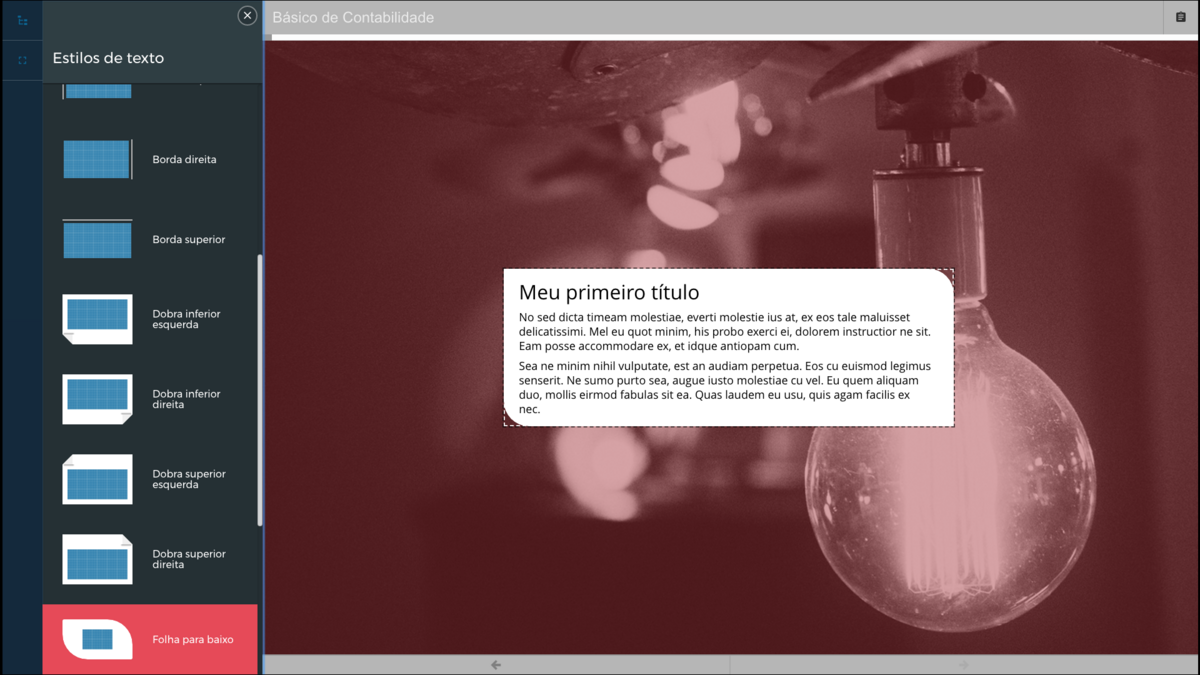 Básico de Contabilidade
Estilos de texto
Borda direita
Borda superior
Dobra inferior
esquerda
Dobra inferior
direita
Dobra superior
esquerda
Dobra superior
direita
Folha para baixo
Meu primeiro título
No sed dicta timeam molestiae, everti molestie ius at, ex eos tale maluisset
delicatissimi. Mel eu quot minim, his probo exerci ei, dolorem instructior ne sit.
Eam posse accommodare ex, et idque antiopam cum.
Sea ne minim nihil vulputate, est an audiam perpetua. Eos cu euismod legimus
senserit. Ne sumo purto sea, augue iusto molestiae cu vel. Eu quem aliquam
duo, mollis eirmod fabulas sit ea. Quas laudem eu usu, quis agam facilis ex
nec.